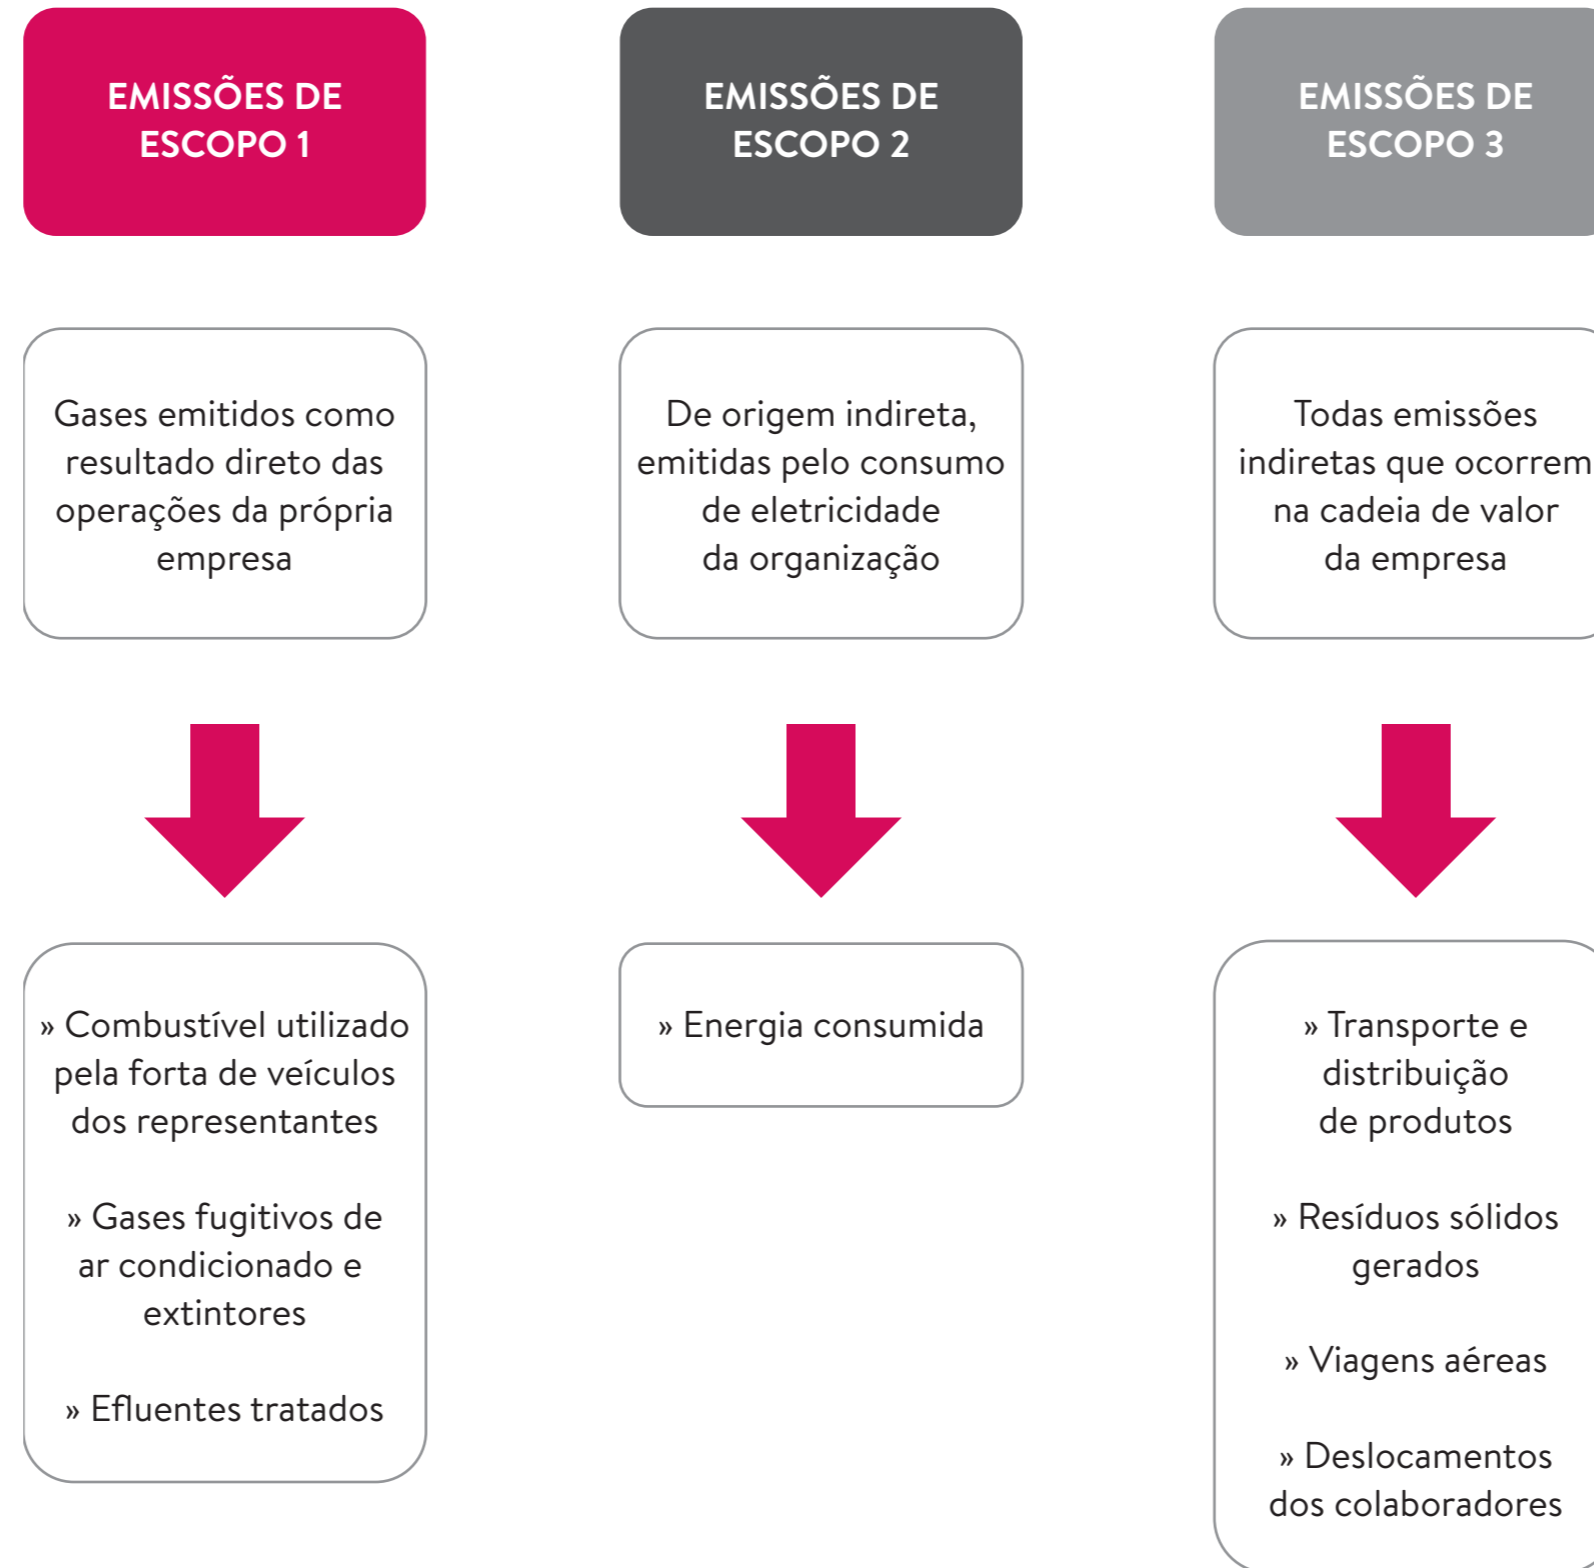 EMISSÕES DE
ESCOPO 1
Gases emitidos como
resultado direto das
operações da própria
empresa
» Combustível utilizado
pela forta de veículos
dos representantes
» Gases fugitivos de
ar condicionado e
extintores
» Efluentes tratados
EMISSÕES DE
ESCOPO 2
De origem indireta,
emitidas pelo consumo
de eletricidade
da organização
» Energia consumida
EMISSÕES DE
ESCOPO 3
Todas emissões
indiretas que ocorrem
na cadeia de valor
da empresa
» Transporte e
distribuição
de produtos
» Resíduos sólidos
gerados
» Viagens aéreas
» Deslocamentos
dos colaboradores